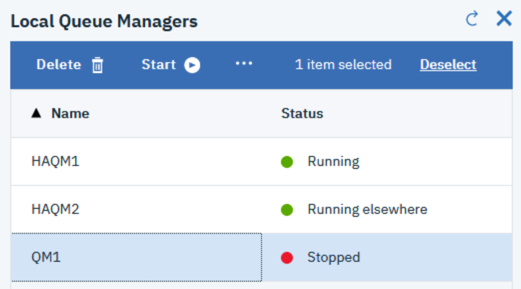 Local Queue Managers
Delete Start ... 1 item selected Deselect
Name Status
HAQM1 Running
HAQM2 Running elsewhere
QM1 Stopped